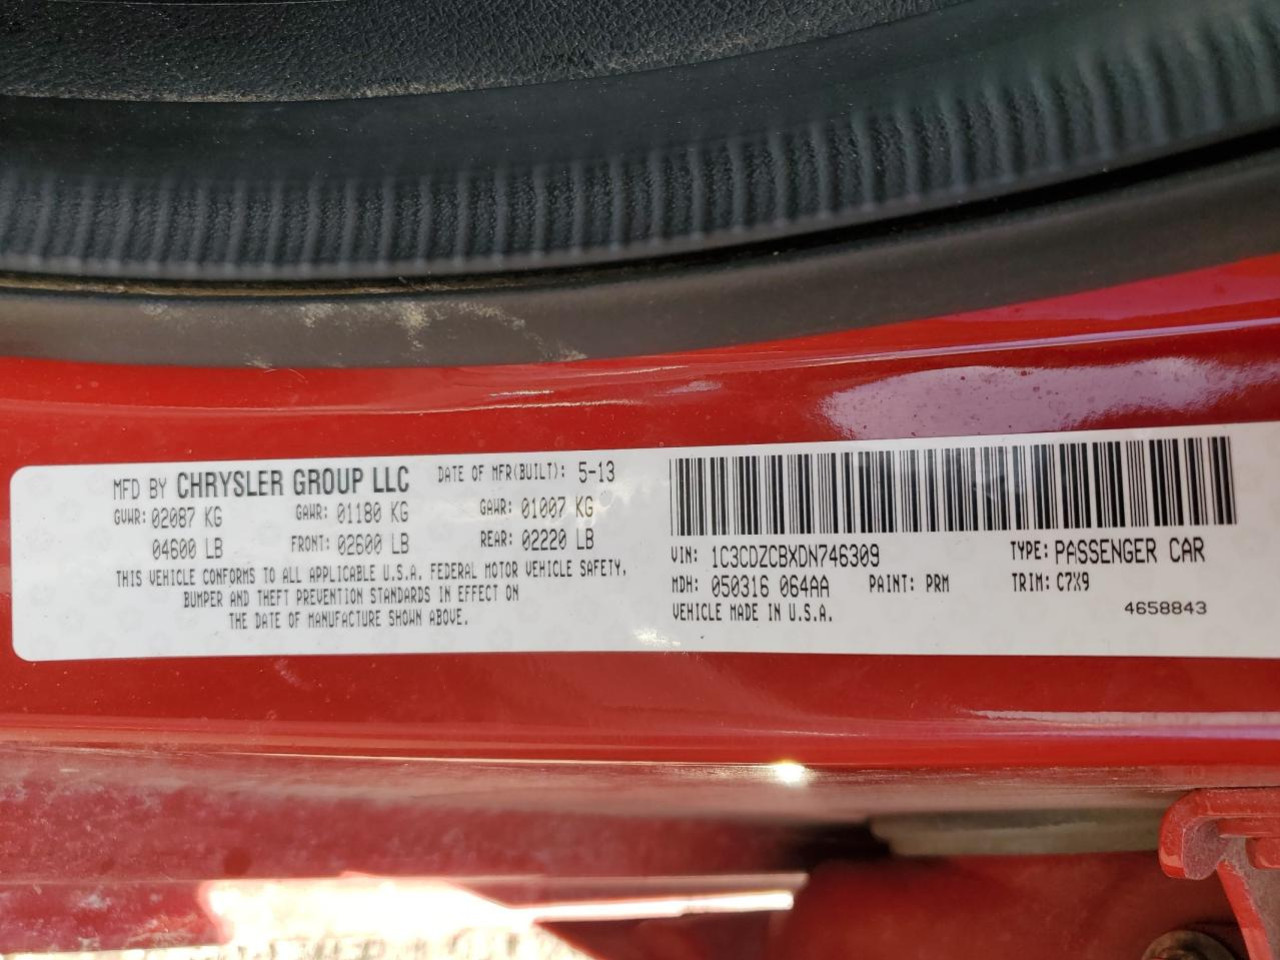 MFD BY CHRYSLER GROUP LLC DATE OF MFR(BUILT): 5-13
GVWR: 02087 KG GAWR: 01180 KG GAWR: 01007 KG
04600 LB FRONT: 02600 LB REAR: 02220 LB
THIS VEHICLE CONFORMS TO ALL APPLICABLE U.S.A. FEDERAL MOTOR VEHICLE SAFETY,
BUMPER AND THEFT PREVENTION STANDARDS IN EFFECT ON
THE DATE OF MANUFACTURE SHOWN ABOVE.
VIN: 1C3CDZCBXDN746309 TYPE: PASSENGER CAR
MDH: 050316 064AA PAINT: PRM TRIM: C7X9
VEHICLE MADE IN U.S.A. 4658843